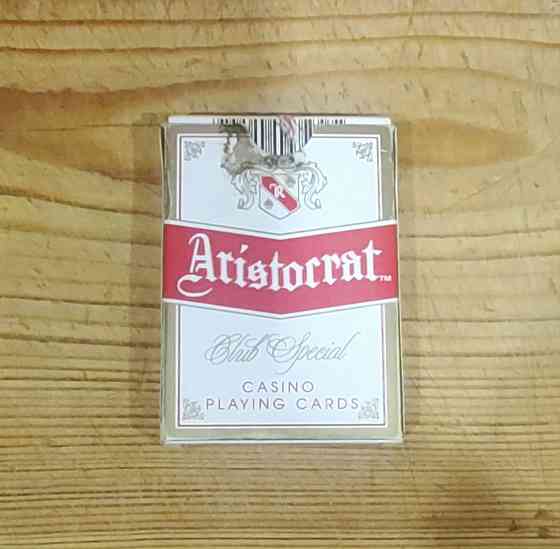 Aristocrat™
Club Special
CASINO
PLAYING CARDS